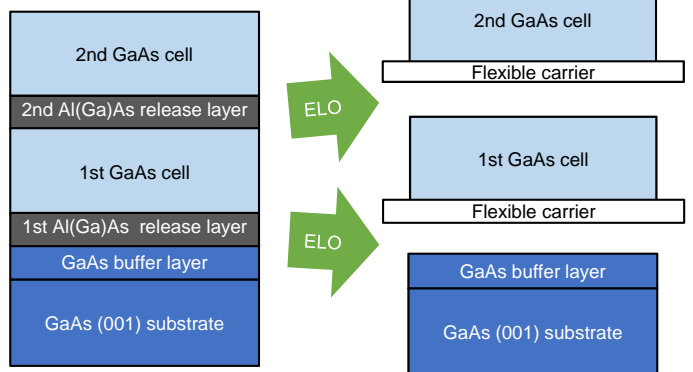 2nd GaAs cell
2nd Al(Ga)As release layer
1st GaAs cell
1st Al(Ga)As release layer
GaAs buffer layer
GaAs (001) substrate
ELO
ELO
2nd GaAs cell
Flexible carrier
1st GaAs cell
Flexible carrier
GaAs buffer layer
GaAs (001) substrate